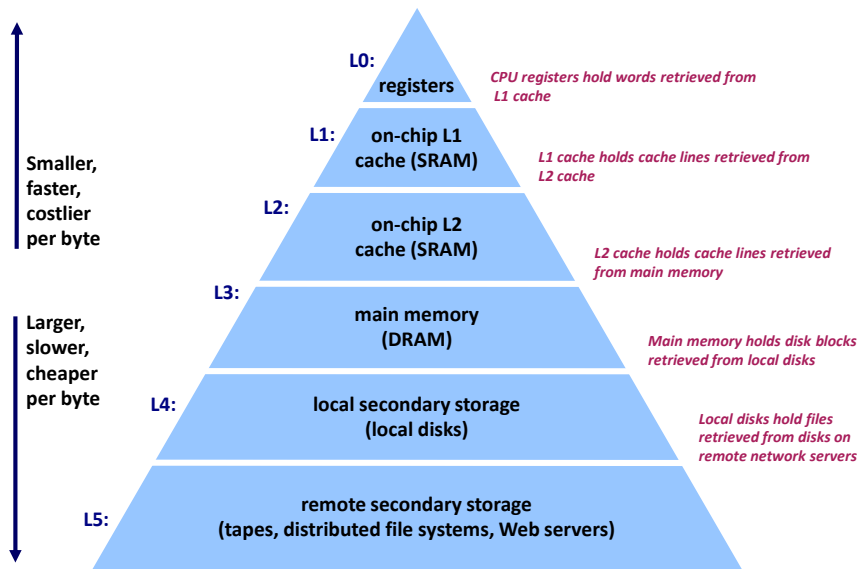 L0:
registers
CPU registers hold words retrieved from
L1 cache
L1:
on-chip L1
cache (SRAM)
L1 cache holds cache lines retrieved from
L2 cache
Smaller,
faster,
costlier
per byte
L2:
on-chip L2
cache (SRAM)
L2 cache holds cache lines retrieved
from main memory
L3:
main memory
(DRAM)
Main memory holds disk blocks
retrieved from local disks
Larger,
slower,
cheaper
per byte
L4:
local secondary storage
(local disks)
Local disks hold files
retrieved from disks on
remote network servers
L5:
remote secondary storage
(tapes, distributed file systems, Web servers)